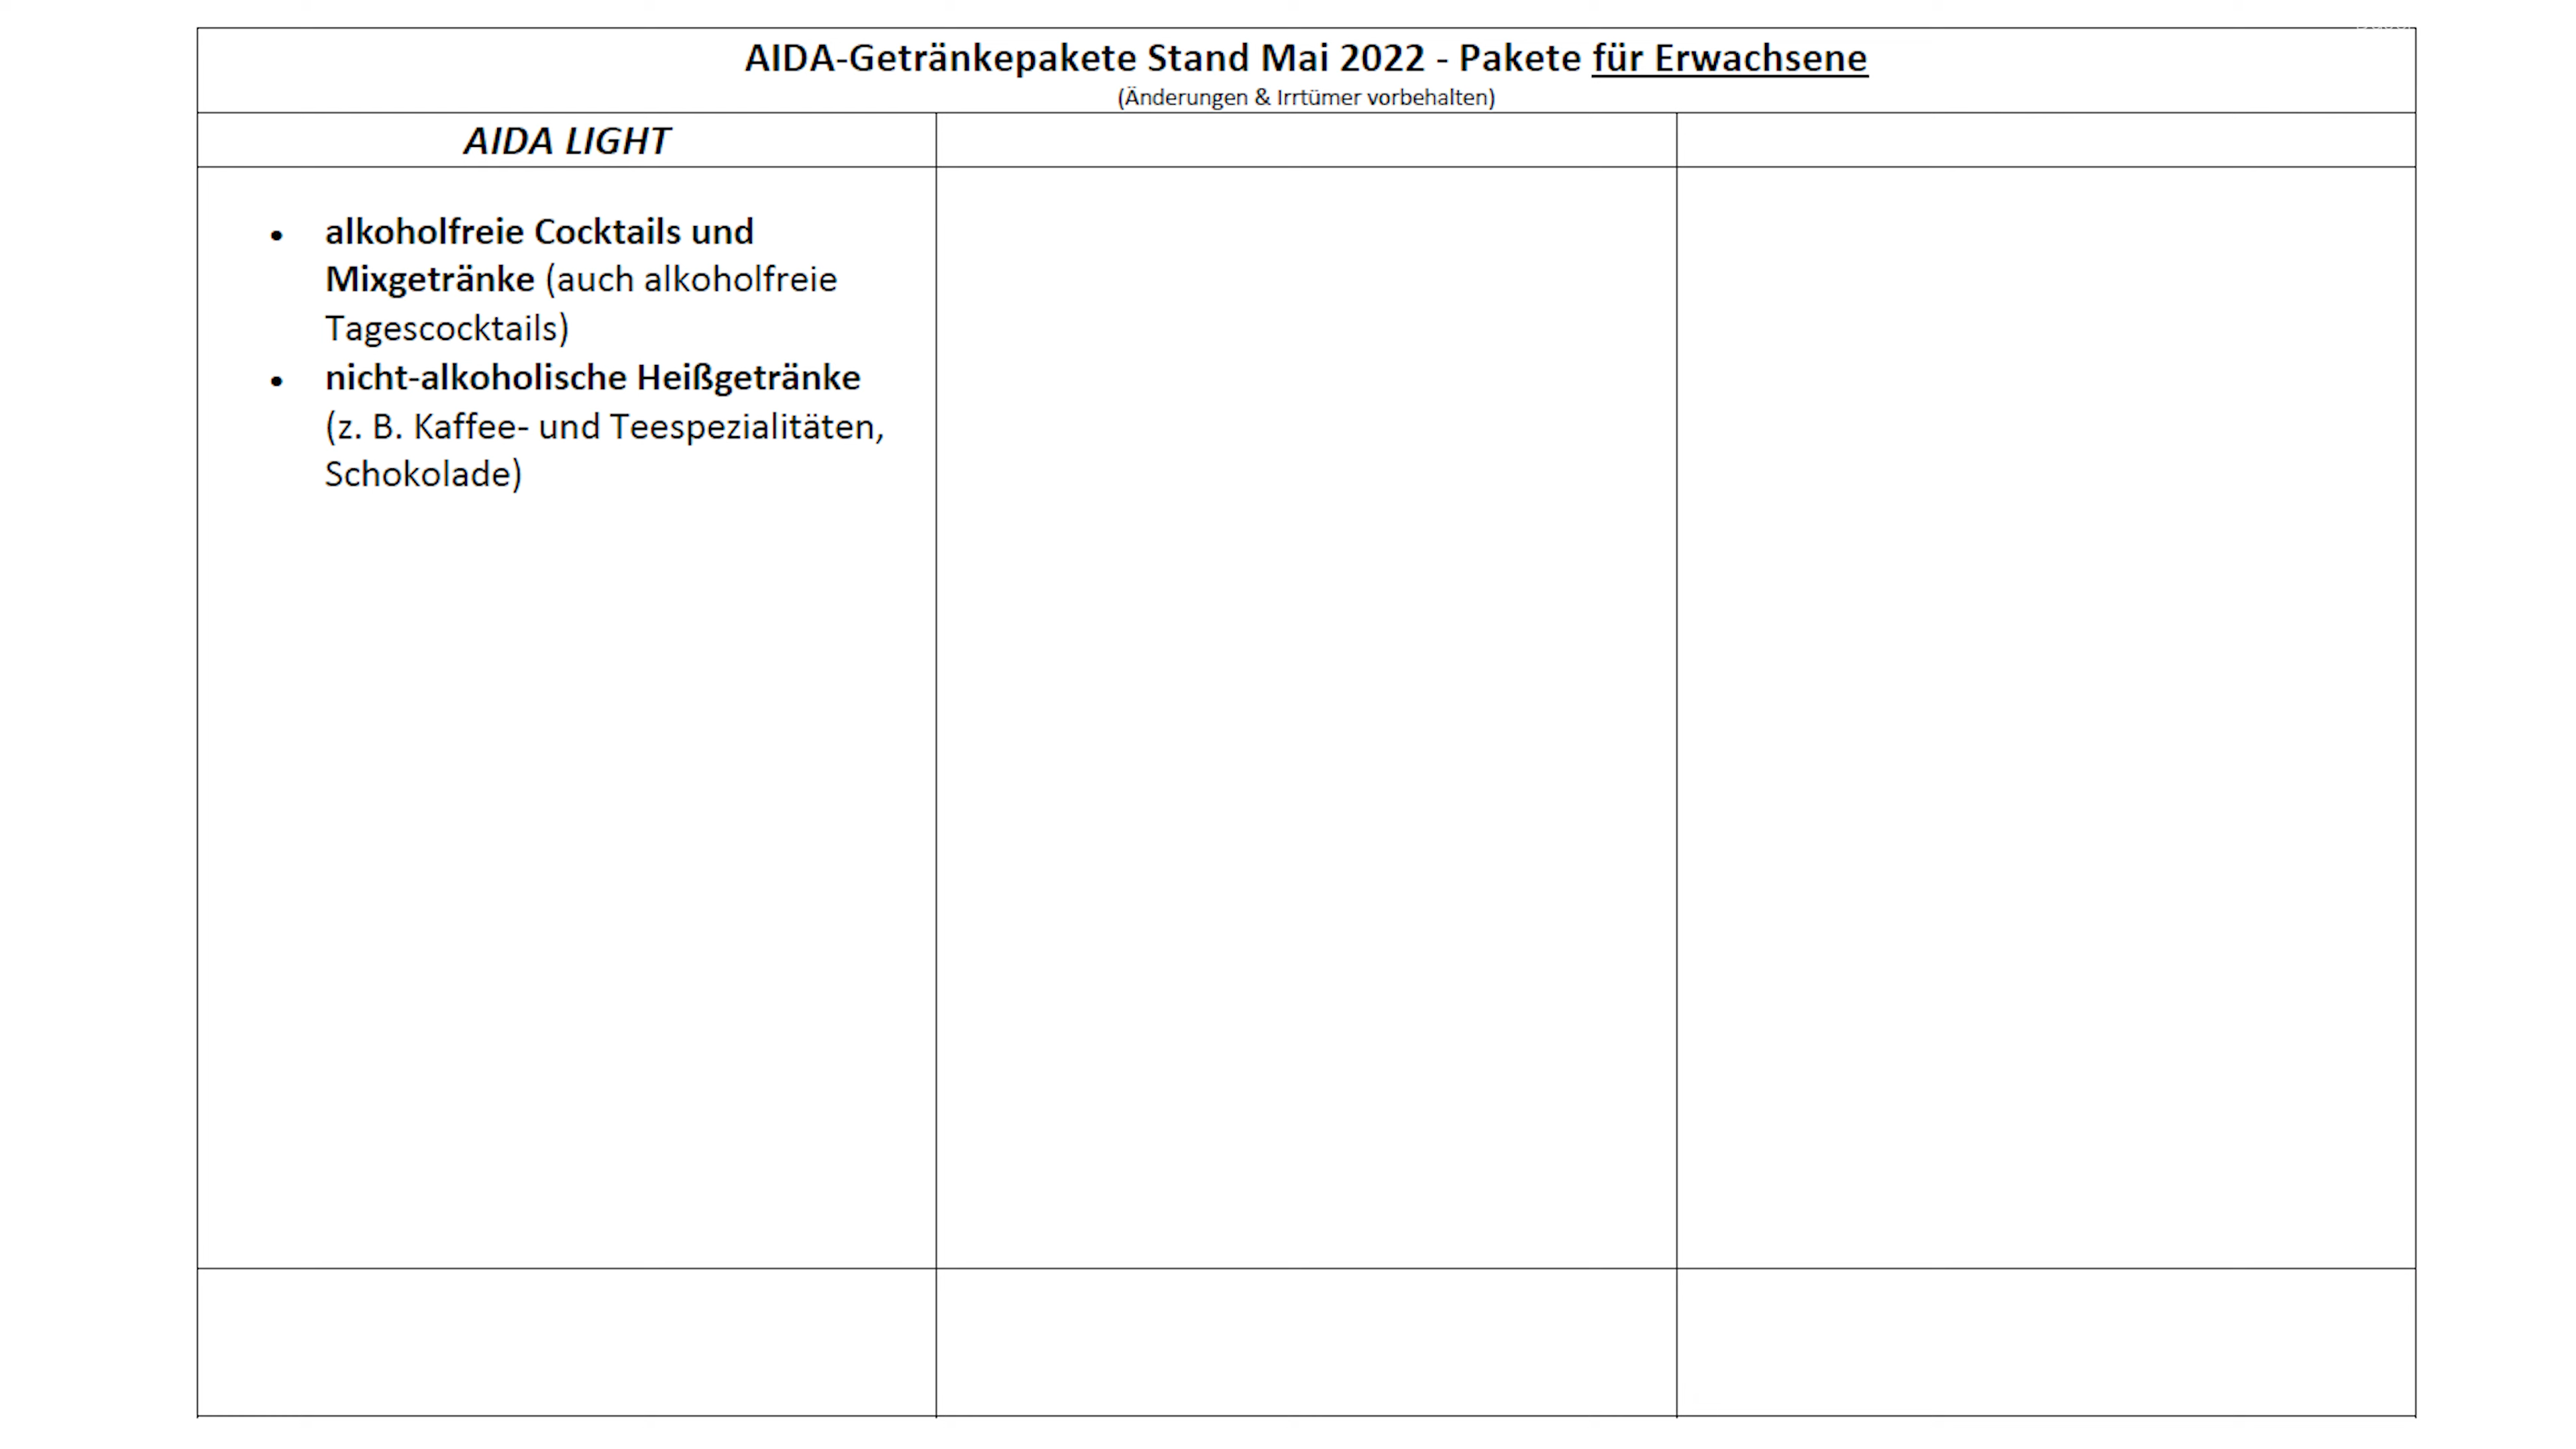 AIDA-Getränkepakete Stand Mai 2022 - Pakete für Erwachsene
(Änderungen & Irrtümer vorbehalten)
AIDA LIGHT
• alkoholfreie Cocktails und
Mixgetränke (auch alkoholfreie
Tagescocktails)
• nicht-alkoholische Heißgetränke
(z. B. Kaffee- und Teespezialitäten,
Schokolade)